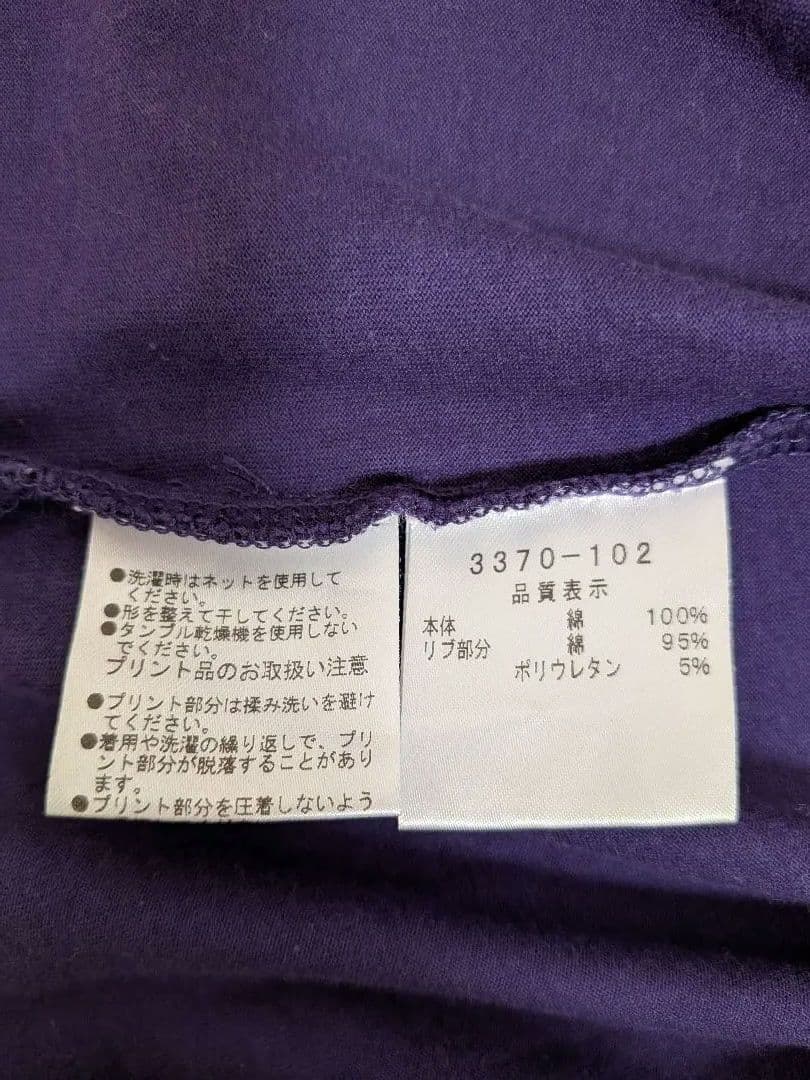 ●洗濯時はネットを使用して
ください。
●形を整えて干してください。
●タンブル乾燥機を使用しない
でください。
プリント品のお取扱い注意
●プリント部分は揉み洗いを避け
てください。
●着用や洗濯の繰り返しで、プリ
ント部分が脱落することがあり
ます。
●プリント部分を圧着しないよう
3370-102
品質表示
本体 綿 100%
リブ部分 綿 95%
ポリウレタン 5%